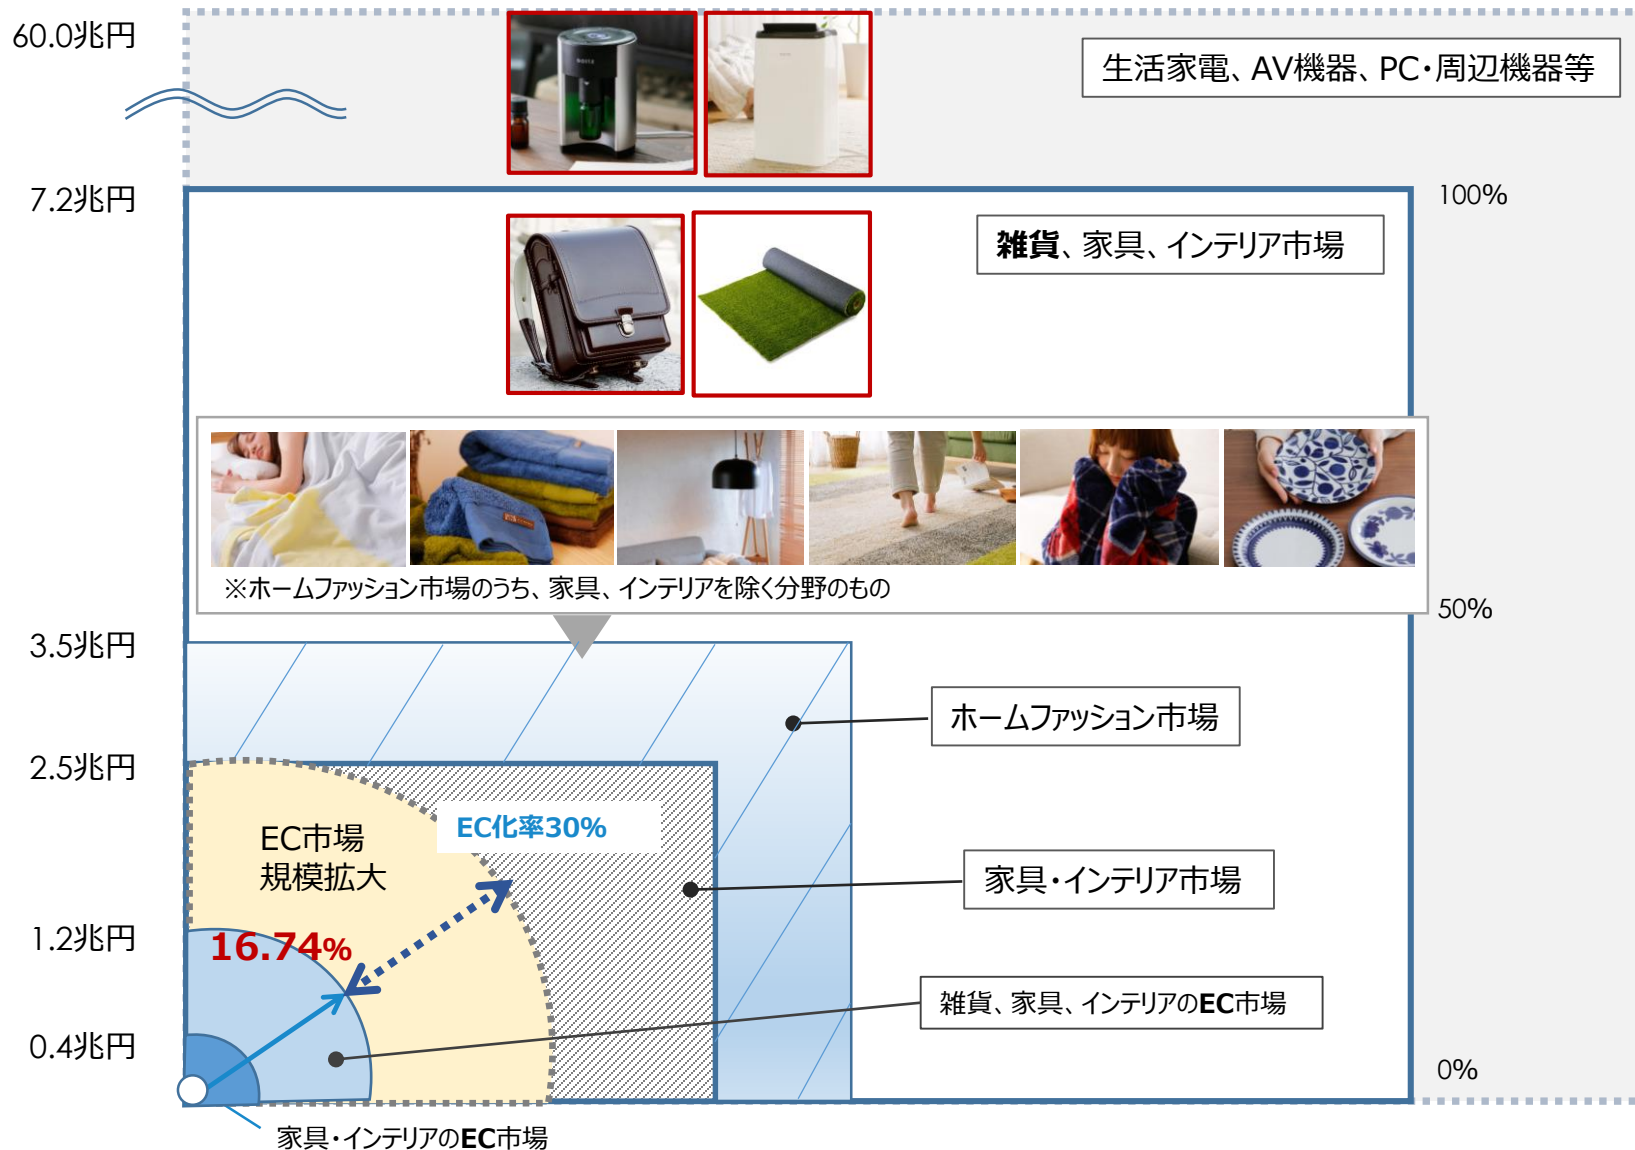 60.0兆円
生活家電、AV機器、PC・周辺機器等
7.2兆円
100%
雑貨、家具、インテリア市場
※ホームファッション市場のうち、家具、インテリアを除く分野のもの
50%
3.5兆円
ホームファッション市場
2.5兆円
EC化率30%
EC市場
規模拡大
家具・インテリア市場
1.2兆円
16.74%
雑貨、家具、インテリアのEC市場
0.4兆円
0%
家具・インテリアのEC市場